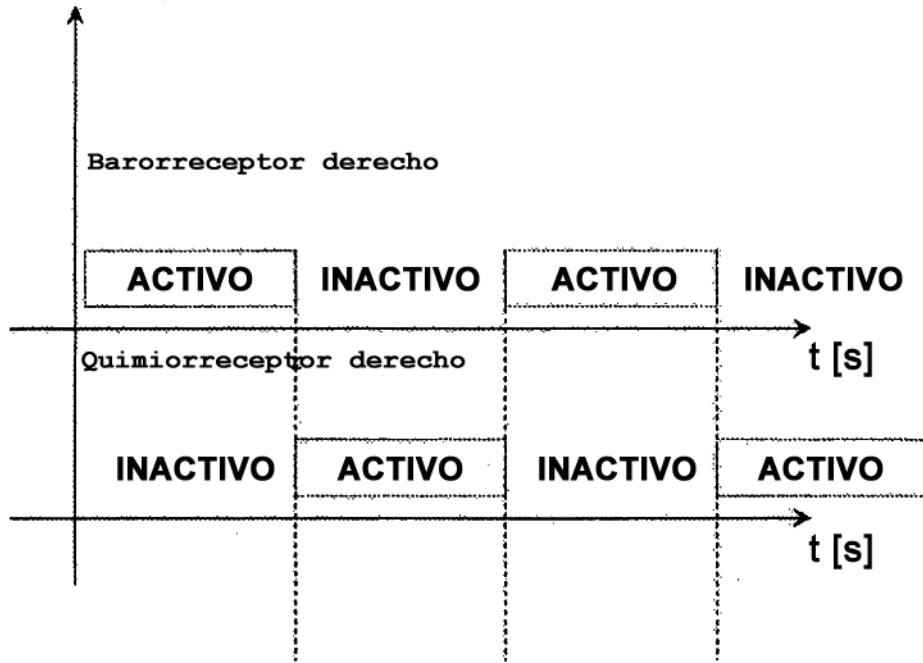 Barorreceptor derecho
ACTIVO INACTIVO ACTIVO INACTIVO
t [s]
Quimiorreceptor derecho
INACTIVO ACTIVO INACTIVO ACTIVO
t [s]